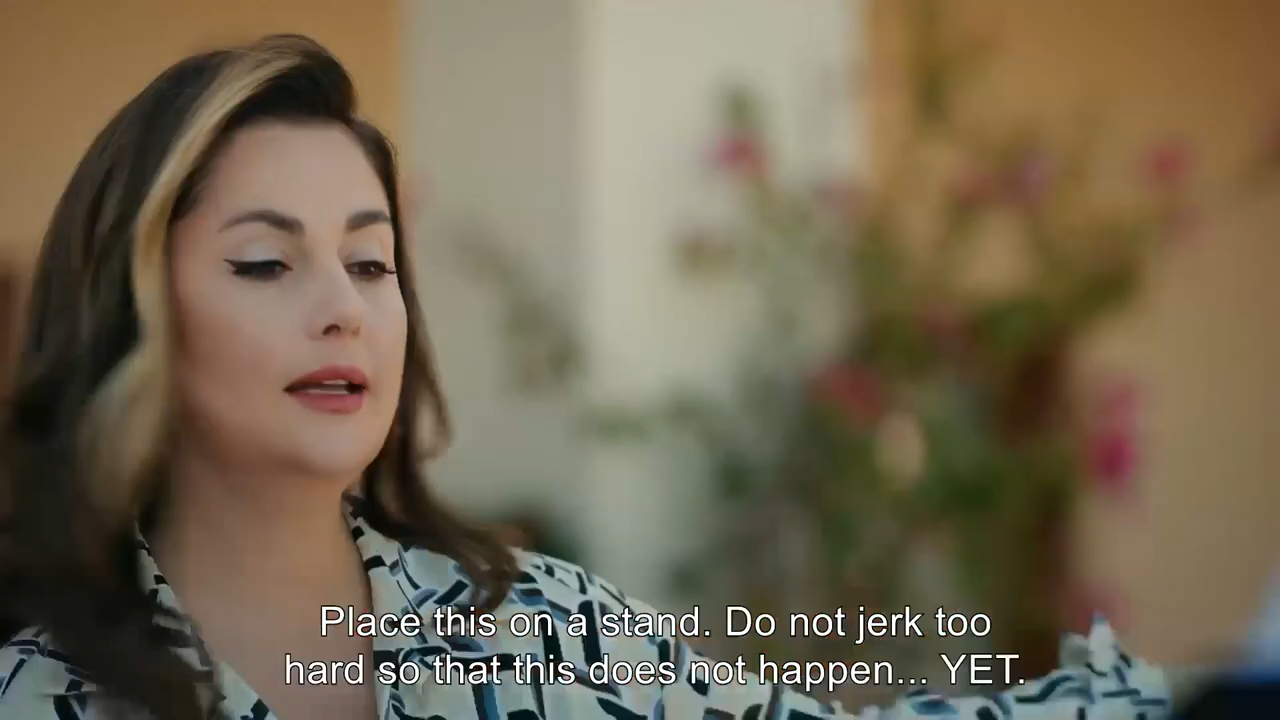 Place this on a stand. Do not jerk too
hard so that this does not happen... YET.